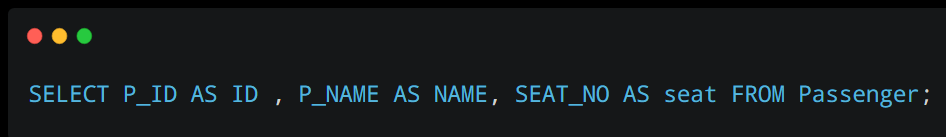 SELECT P_ID AS ID , P_NAME AS NAME, SEAT_NO AS seat FROM Passenger;